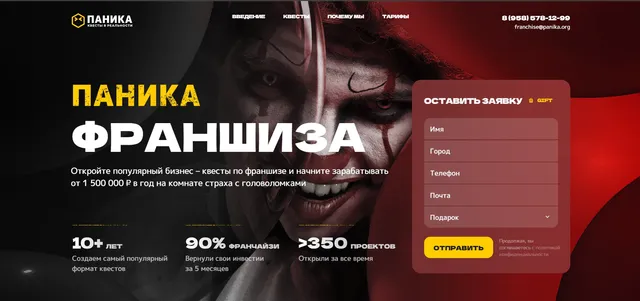 ПАНИКА
КВЕСТЫ В РЕАЛЬНОСТИ
ВВЕДЕНИЕ КВЕСТЫ ПОЧЕМУ МЫ ТАРИФЫ
8 (958) 578-12-99
franchise@panika.org
ПАНИКА
ФРАНШИЗА
Откройте популярный бизнес – квесты по франшизе и начните зарабатывать
от 1 500 000 ₽ в год на комнате страха с головоломками
10+ ЛЕТ
Создаем самый популярный
формат квестов
90% ФРАНЧАЙЗИ
Вернули свои инвестии
за 5 месяцев
>350 ПРОЕКТОВ
Открыли за все время
ОСТАВИТЬ ЗАЯВКУ
Имя
Город
Телефон
Почта
Подарок
ОТПРАВИТЬ
Продолжая, вы
соглашаетесь с политикой
конфиденциальности